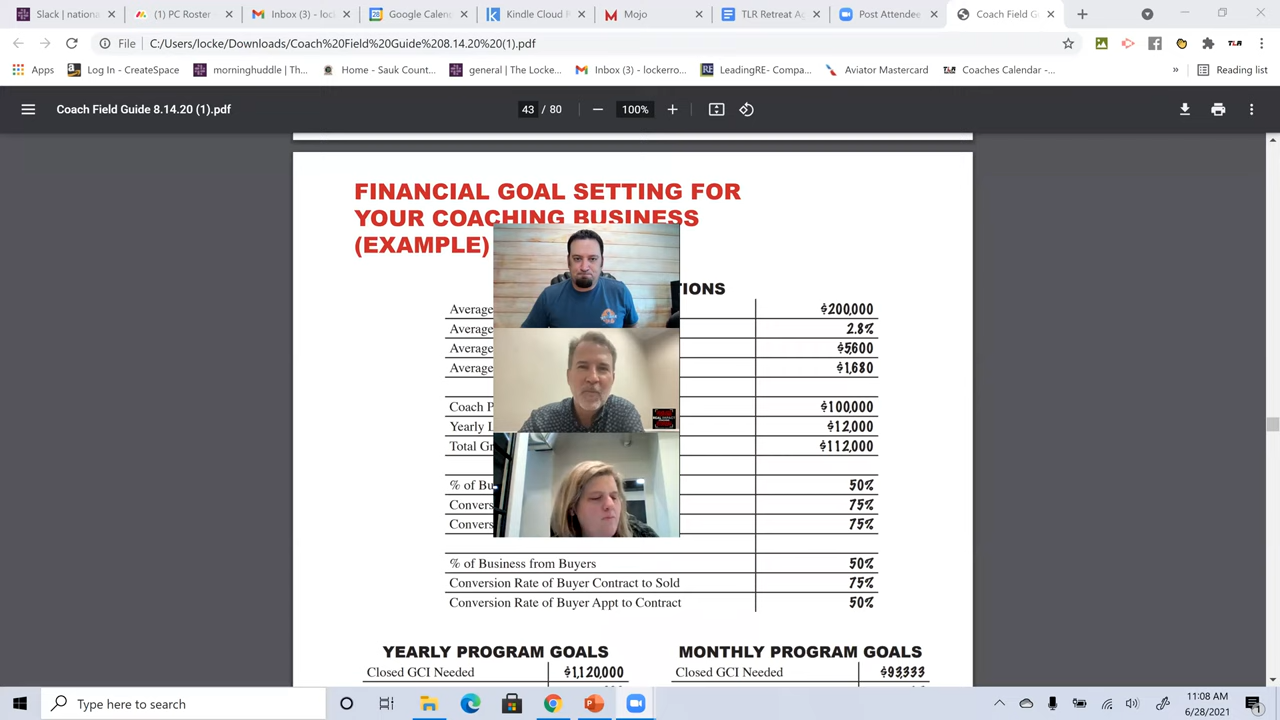 Slack | national
(1) PC Roster
Inbox (3) - lock
Google Calen
Kindle Cloud
Mojo
TLR Retreat A
Post Attendee
Coach Field G
File C:/Users/locke/Downloads/Coach%20Field%20Guide%208.14.20%20(1).pdf
Apps
Log In - CreateSpace
morninghuddle | Th...
Home - Sauk Count...
general | The Locke...
Inbox (3) - lockerro...
LeadingRE- Compa...
Aviator Mastercard
Coaches Calendar -...
»
Reading list
Coach Field Guide 8.14.20 (1).pdf
43 / 80
100%
FINANCIAL GOAL SETTING FOR
YOUR COACHING BUSINESS
(EXAMPLE)
TIONS
Average $200,000
Average 2.8%
Average $5,600
Average $1,680
Coach P $100,000
Yearly L $12,000
Total Gr $112,000
% of Bu 50%
Convers 75%
Convers 75%
% of Business from Buyers 50%
Conversion Rate of Buyer Contract to Sold 75%
Conversion Rate of Buyer Appt to Contract 50%
YEARLY PROGRAM GOALS
Closed GCI Needed $1,120,000
MONTHLY PROGRAM GOALS
Closed GCI Needed $93,333
Type here to search
11:08 AM
6/28/2021